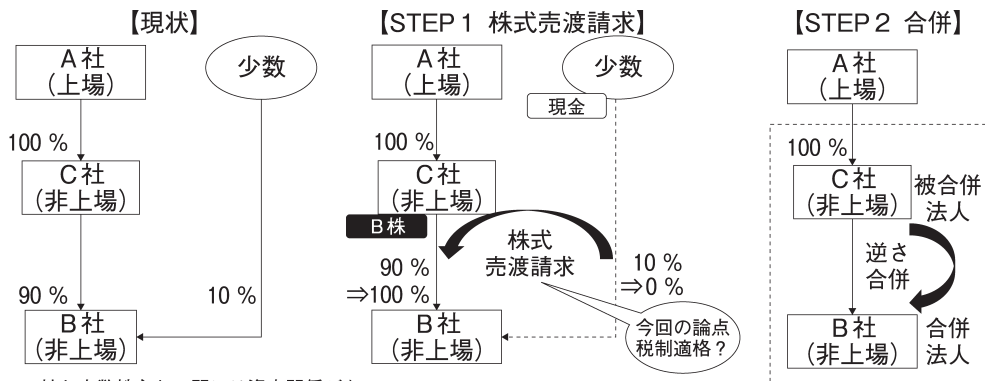 【現状】
A社
(上場)
少数
100 %
C社
(非上場)
90 %
10 %
B社
(非上場)
【STEP１ 株式売渡請求】
A社
(上場)
少数
現金
100 %
C社
(非上場)
B株
株式
売渡請求
90 %
⇒100 %
10 %
⇒0 %
B社
(非上場)
今回の論点
税制適格？
【STEP２ 合併】
A社
(上場)
100 %
C社
(非上場)
被合併
法人
逆さ
合併
B社
(非上場)
合併
法人